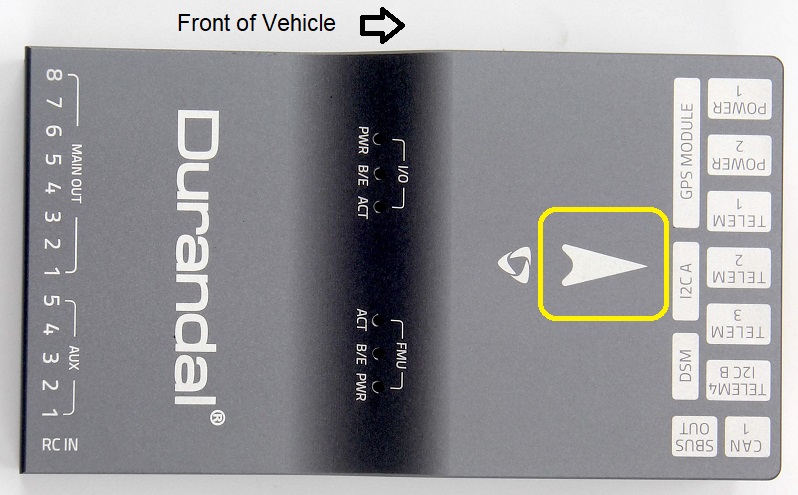 Front of Vehicle
8 7 6 5 4 3 2 1
MAIN OUT
5 4 3 2 1
AUX
RC IN
Durandal®
I/O
PWR B/E ACT
FMU
ACT B/E PWR
GPS MODULE
I2C A
DSM
SBUS
OUT
POWER
1
POWER
2
TELEM
1
TELEM
2
TELEM
3
TELEM4
I2C B
CAN
1